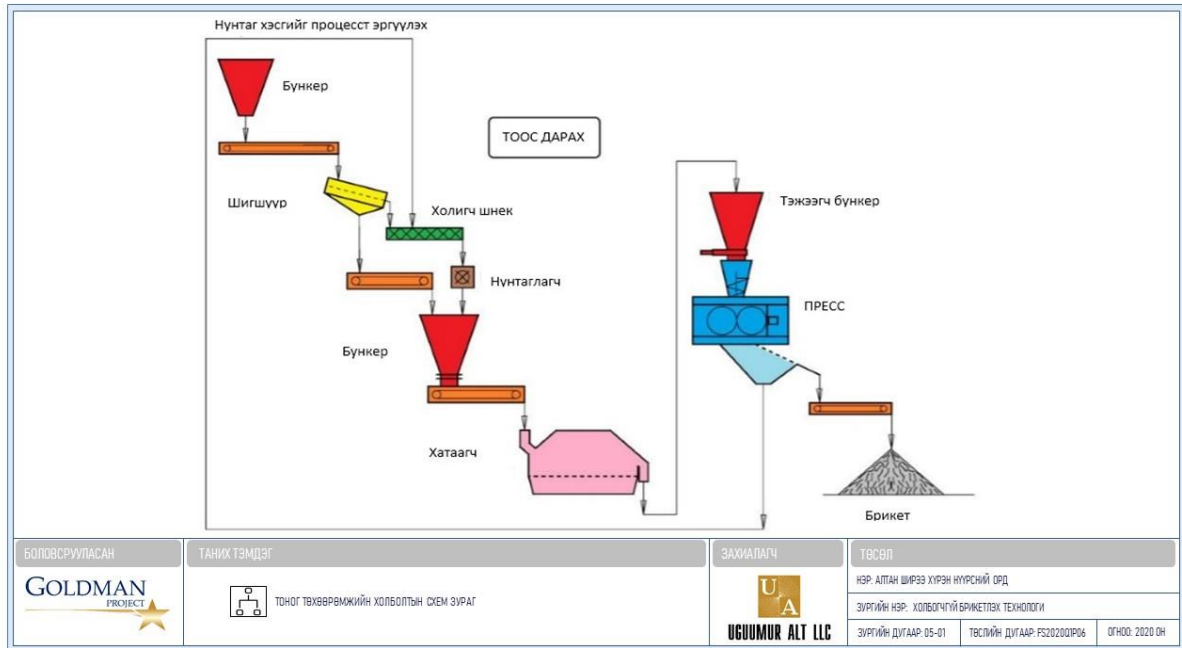 Нунтаг хэсгийг процесст эргүүлэх
Бункер
ТООС ДАРАХ
Шигшүүр
Холигч шнек
Тэжээгч бункер
Нунтаглагч
ПРЕСС
Бункер
Хатаагч
Брикет
БОЛОВСРУУЛАСАН
ТАНИХ ТЭМДЭГ
ЗАХИАЛАГЧ
ТӨСӨЛ
GOLDMAN
PROJECT
ТОНОГ ТӨХӨӨРӨМЖИЙН ХОЛБОЛТЫН СХЕМ ЗУРАГ
U
A
UGUUMUR ALT LLC
НЭР: АЛТАН ШИРЭЭ ХҮРЭН НҮҮРСНИЙ ОРД
ЗУРГИЙН НЭР: ХОЛБОГЧГҮЙ БРИКЕТЛЭХ ТЕХНОЛОГИ
ЗУРГИЙН ДУГААР: 05-01
ТӨСЛИЙН ДУГААР: FS2020Q1P06
ОГНОО: 2020 ОН